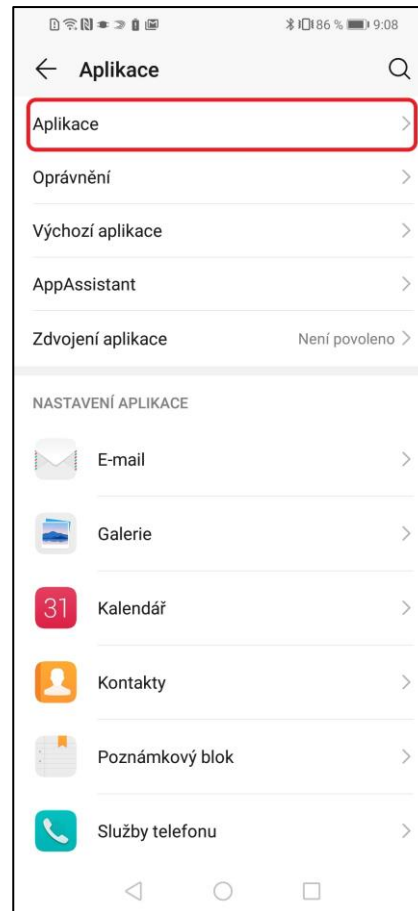 86 % 9:08
Aplikace
Aplikace
Oprávnění
Výchozí aplikace
AppAssistant
Zdvojení aplikace Není povoleno
NASTAVENÍ APLIKACE
E-mail
Galerie
31 Kalendář
Kontakty
Poznámkový blok
Služby telefonu